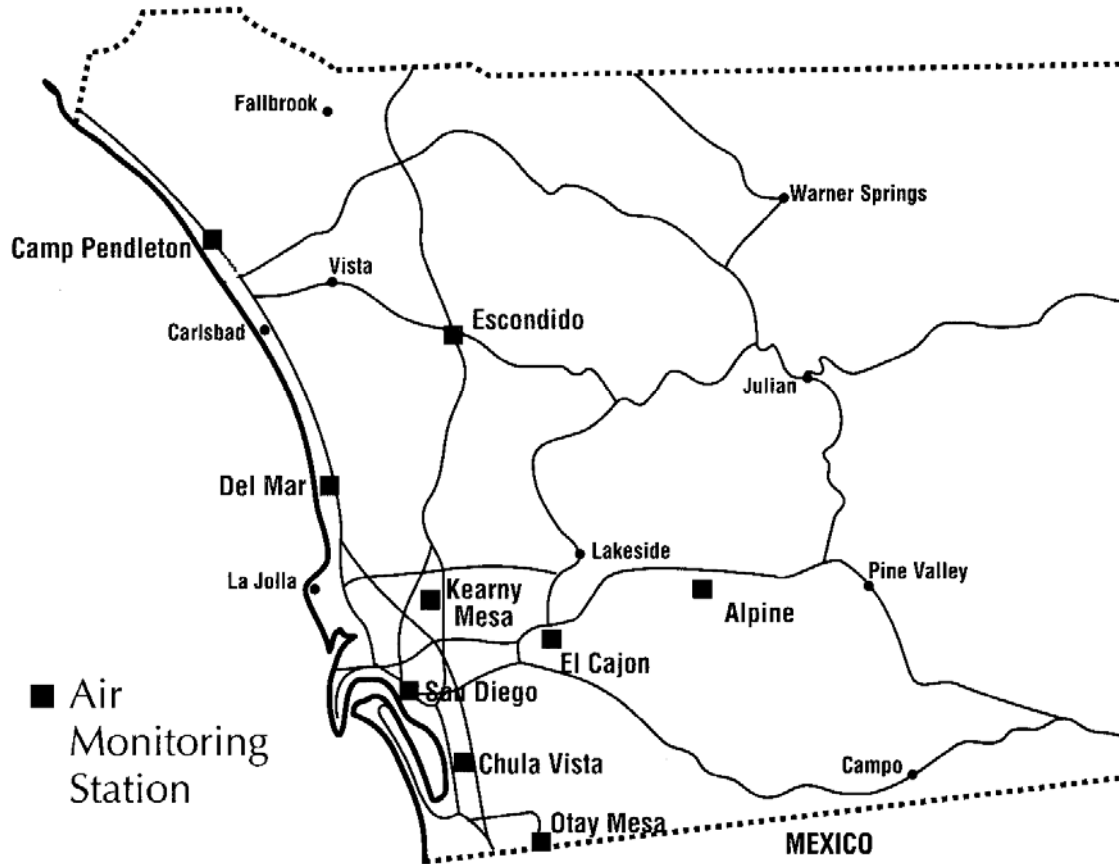 Fallbrook
Warner Springs
Camp Pendleton
Vista
Carlsbad
Escondido
Julian
Del Mar
Lakeside
La Jolla
Kearny
Mesa
Pine Valley
Alpine
El Cajon
San Diego
Air
Monitoring
Station
Chula Vista
Campo
Otay Mesa
MEXICO